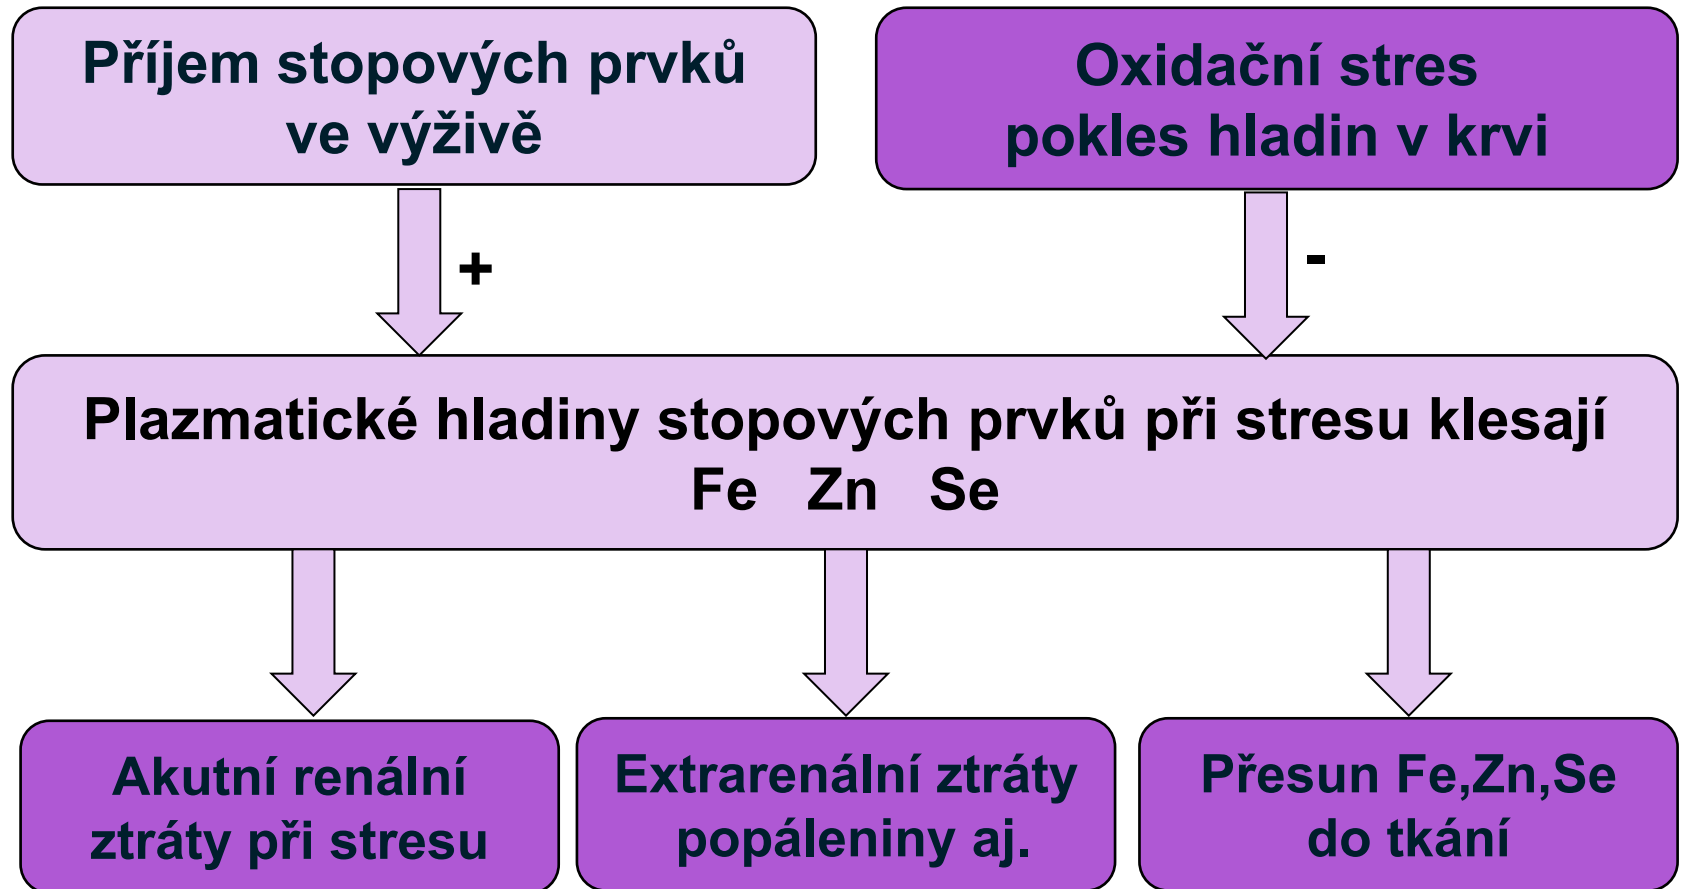 Příjem stopových prvků
ve výživě
Oxidační stres
pokles hladin v krvi
+
-
Plazmatické hladiny stopových prvků při stresu klesají
Fe Zn Se
Akutní renální
ztráty při stresu
Extrarenální ztráty
popáleniny aj.
Přesun Fe,Zn,Se
do tkání